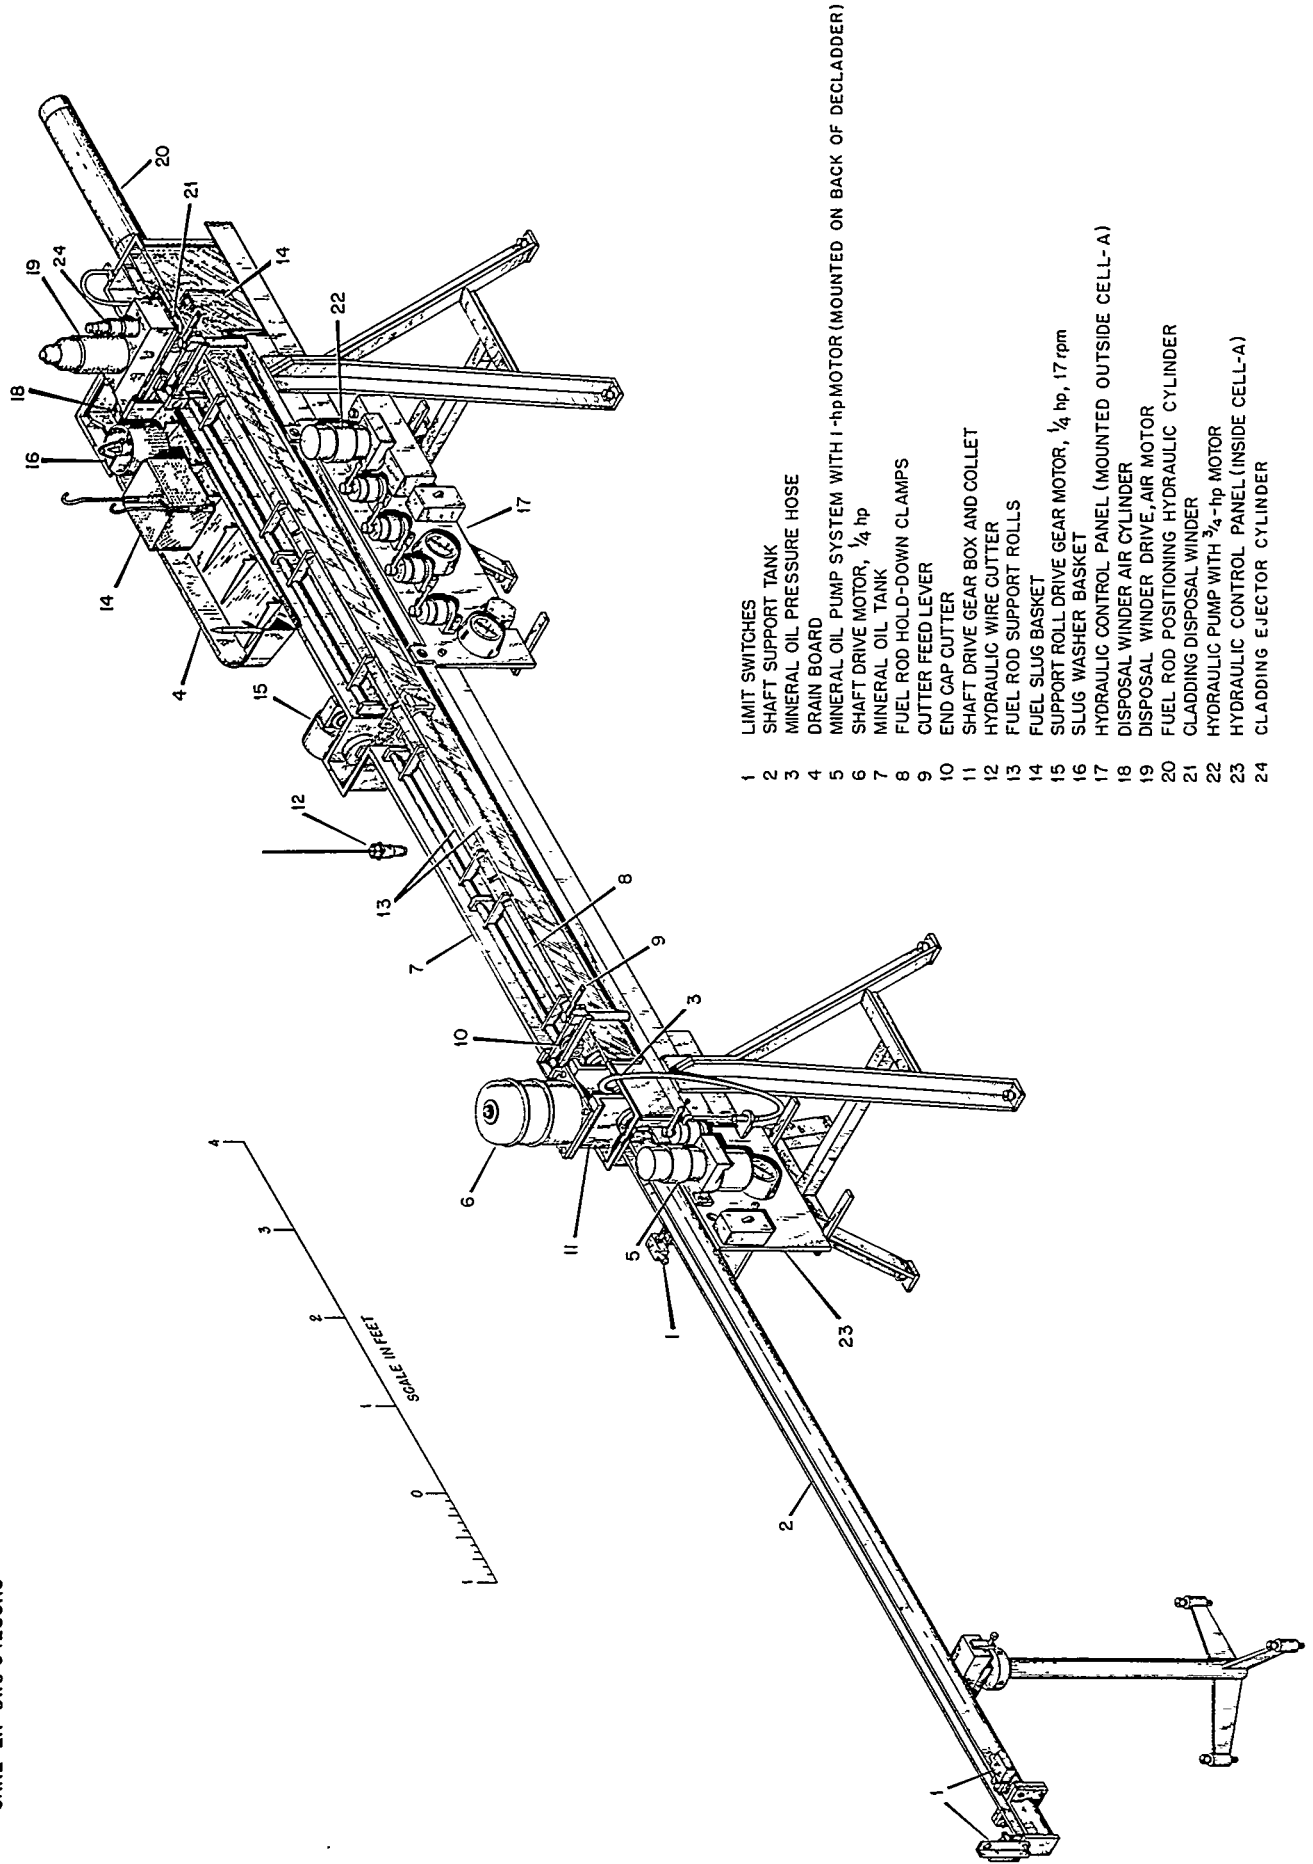 18
19
24
16
20
21
14
14
22
4
15
17
12
13
7
8
9
10
3
6
11
5
1
23
2
1
4
3
2
1
0
1
SCALE IN FEET
1 LIMIT SWITCHES
2 SHAFT SUPPORT TANK
3 MINERAL OIL PRESSURE HOSE
4 DRAIN BOARD
5 MINERAL OIL PUMP SYSTEM WITH 1-hp MOTOR (MOUNTED ON BACK OF DECLADDER)
6 SHAFT DRIVE MOTOR, 1/4 hp
7 MINERAL OIL TANK
8 FUEL ROD HOLD-DOWN CLAMPS
9 CUTTER FEED LEVER
10 END CAP CUTTER
11 SHAFT DRIVE GEAR BOX AND COLLET
12 HYDRAULIC WIRE CUTTER
13 FUEL ROD SUPPORT ROLLS
14 FUEL SLUG BASKET
15 SUPPORT ROLL DRIVE GEAR MOTOR, 1/4 hp, 17 rpm
16 SLUG WASHER BASKET
17 HYDRAULIC CONTROL PANEL (MOUNTED OUTSIDE CELL-A)
18 DISPOSAL WINDER AIR CYLINDER
19 DISPOSAL WINDER DRIVE, AIR MOTOR
20 FUEL ROD POSITIONING HYDRAULIC CYLINDER
21 CLADDING DISPOSAL WINDER
22 HYDRAULIC PUMP WITH 3/4-hp MOTOR
23 HYDRAULIC CONTROL PANEL (INSIDE CELL-A)
24 CLADDING EJECTOR CYLINDER